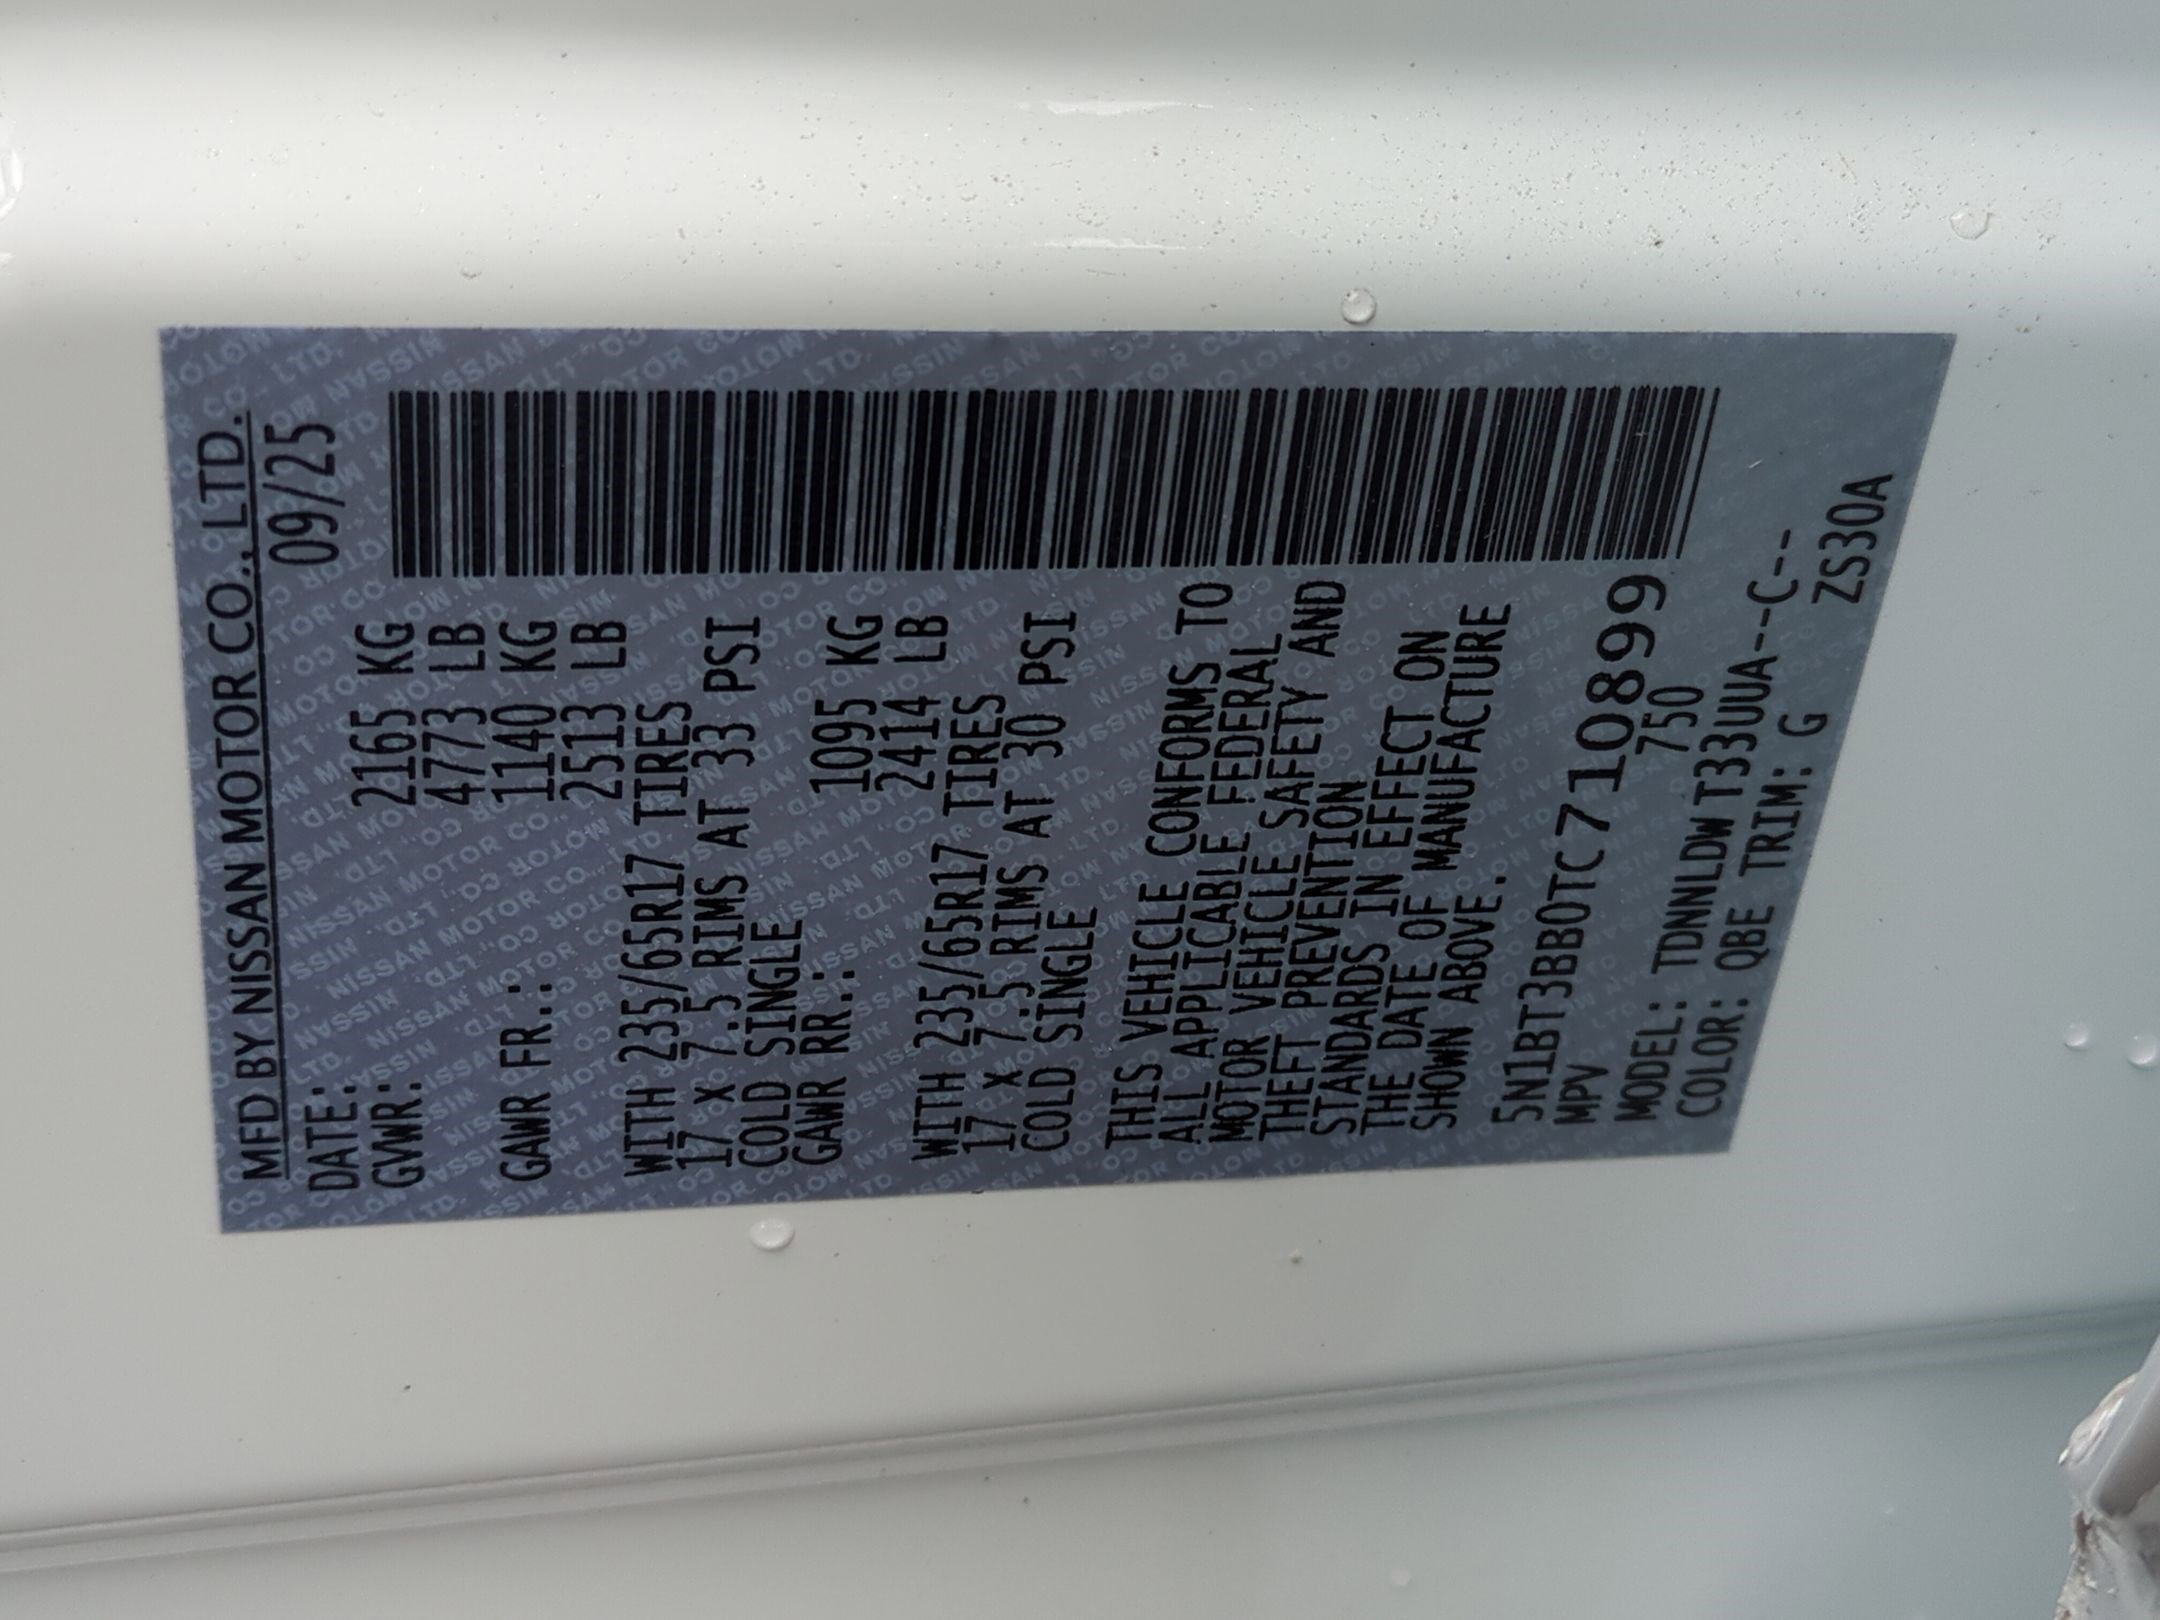 MFD BY NISSAN MOTOR CO., LTD.
DATE: 09/25
GVWR: 2165 KG
4773 LB
GAWR FR.: 1140 KG
2513 LB
WITH 235/65R17 TIRES
17 X 7.5 RIMS AT 33 PSI
COLD SINGLE
GAWR RR.: 1095 KG
2414 LB
WITH 235/65R17 TIRES
17 X 7.5 RIMS AT 30 PSI
COLD SINGLE
THIS VEHICLE CONFORMS TO
ALL APPLICABLE FEDERAL
MOTOR VEHICLE SAFETY AND
THEFT PREVENTION
STANDARDS IN EFFECT ON
THE DATE OF MANUFACTURE
SHOWN ABOVE.
5N1BT3BB0TC710899
MPV 750
MODEL: TDNNLDW T33UUA--C--
COLOR: QBE TRIM: G ZS30A